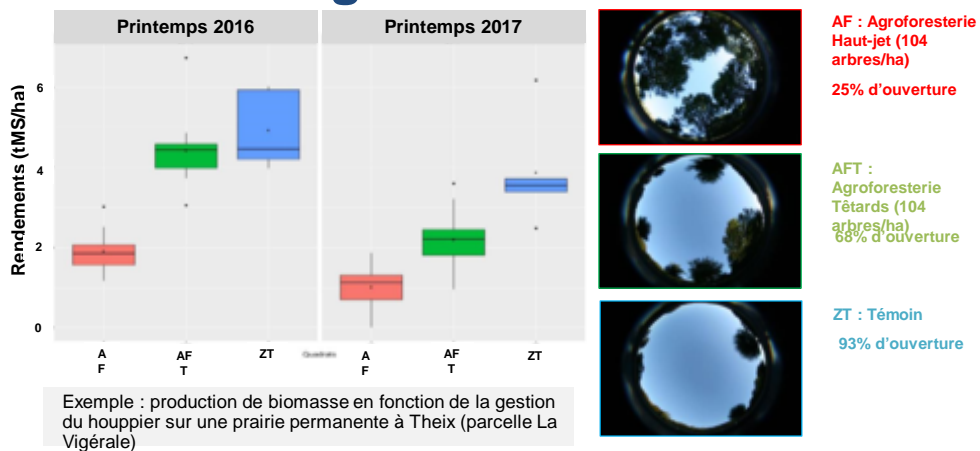 Printemps 2016
Printemps 2017
Rendements (tMS/ha)
6
4
2
0
A
F
AF
T
ZT
Quadrats
A
F
AF
T
ZT
Exemple : production de biomasse en fonction de la gestion
du houppier sur une prairie permanente à Theix (parcelle La
Vigérale)
AF : Agroforesterie
Haut-jet (104
arbres/ha)
25% d'ouverture
AFT :
Agroforesterie
Têtards (104
arbres/ha)
68% d'ouverture
ZT : Témoin
93% d'ouverture